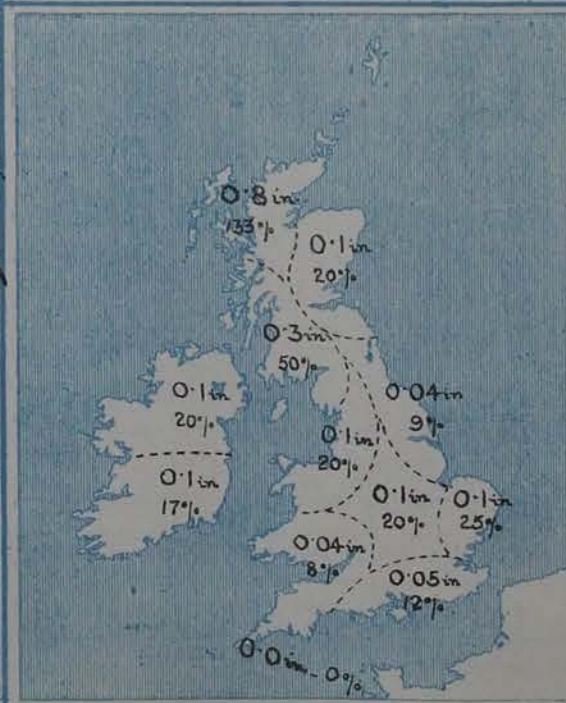 0.8 in.
133%
0.1 in
20%
0.3 in
50%
0.1 in
20%
0.04 in
9%
0.1 in
20%
0.1 in
17%
0.1 in
20%
0.1 in
25%
0.04 in
8%
0.05 in
12%
0.0 in - 0%